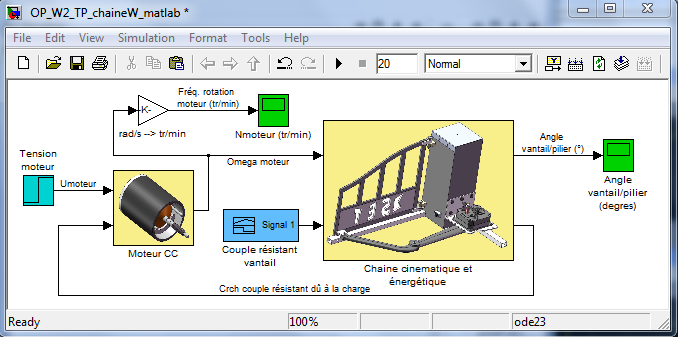 OP_W2_TP_chaineW_matlab *
File Edit View Simulation Format Tools Help
20 Normal
Fréq. rotation
moteur (tr/min)
-K-
rad/s --> tr/min
Nmoteur (tr/min)
Tension
moteur
Umoteur
Omega moteur
Angle
vantail/pilier (°)
Angle
vantail/pilier
(degres)
Signal 1
Couple résistant
vantail
Moteur CC
Chaine cinematique et
énergétique
Crch couple résistant dû à la charge
Ready 100% ode23